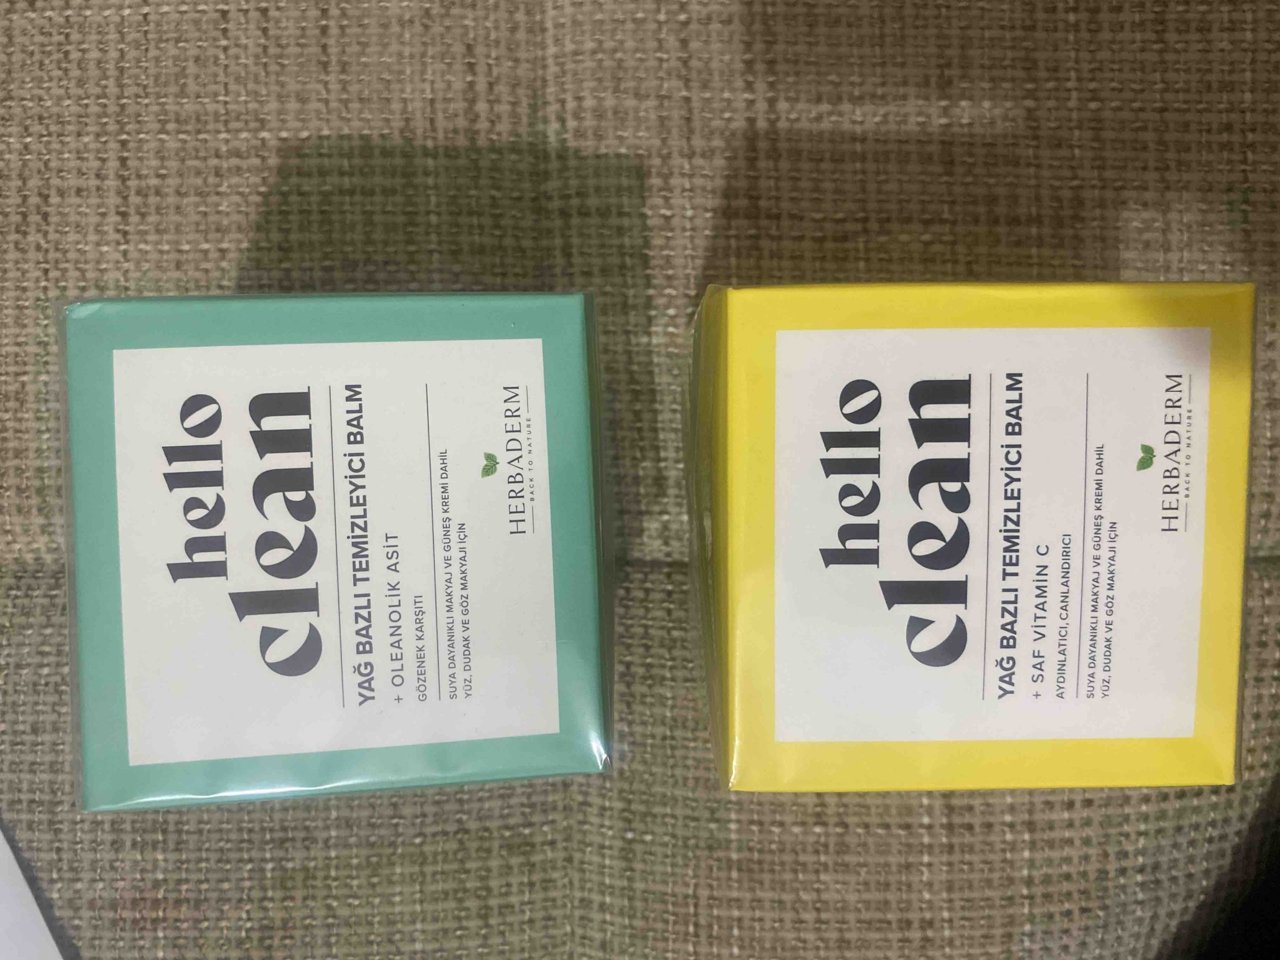 hello
clean
YAĞ BAZLI TEMİZLEYİCİ BALM
+ OLEANOLİK ASİT
GÖZENEK KARŞITI
SUYA DAYANIKLI MAKYAJ VE GÜNEŞ KREMİ DAHİL
YÜZ, DUDAK VE GÖZ MAKYAJI İÇİN
HERBADERM
BACK TO NATURE
hello
clean
YAĞ BAZLI TEMİZLEYİCİ BALM
+ SAF VİTAMİN C
AYDINLATICI, CANLANDIRICI
SUYA DAYANIKLI MAKYAJ VE GÜNEŞ KREMİ DAHİL
YÜZ, DUDAK VE GÖZ MAKYAJI İÇİN
HERBADERM
BACK TO NATURE